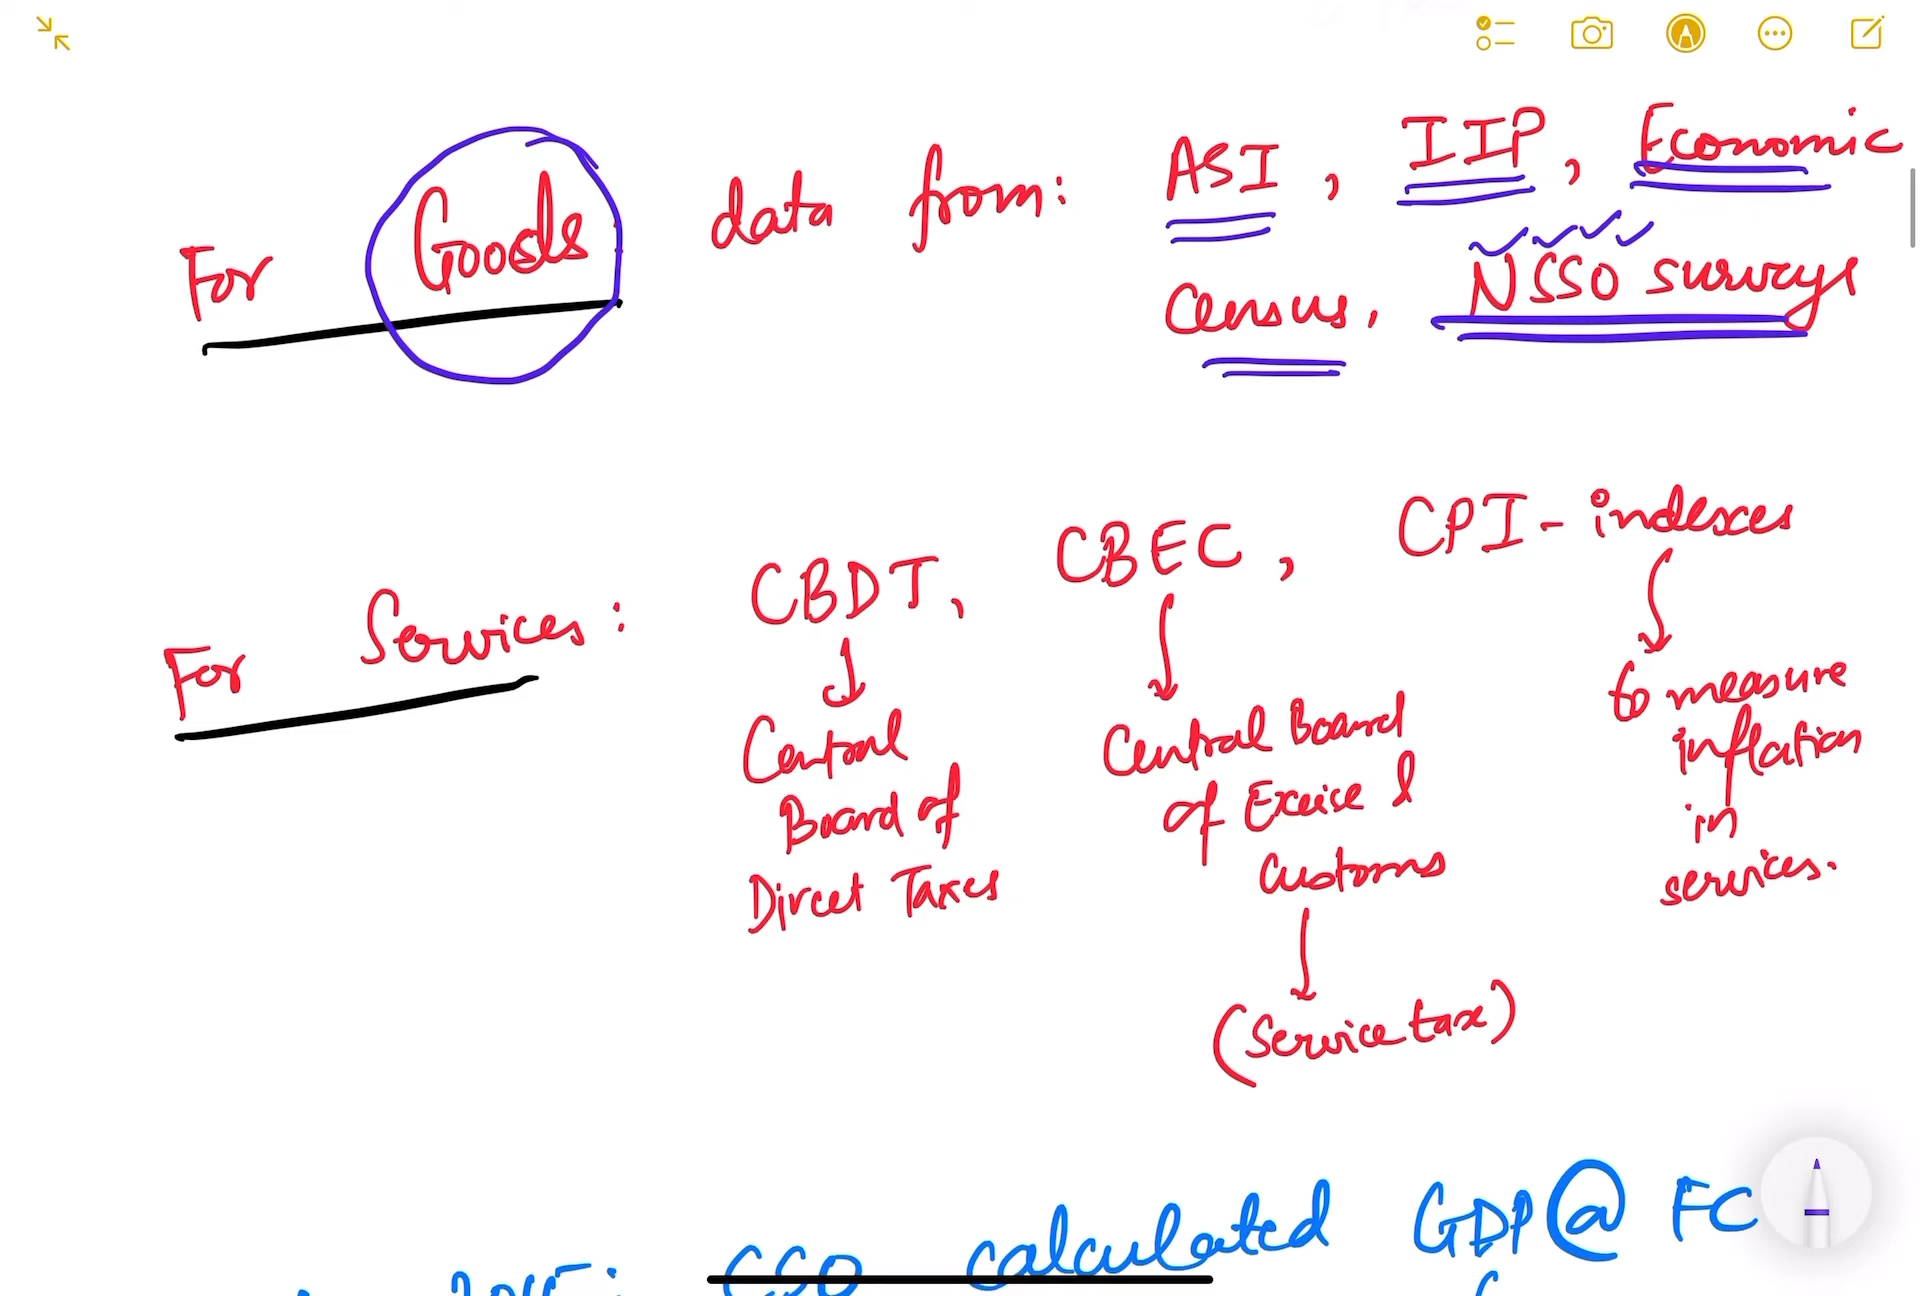 For Goods data from: ASI, IIP, Economic
Census, NSSO surveys
For Services: CBDT, CBEC, CPI - indexes
Central Board of Direct Taxes
Central Board of Excise & Customs
(Service tax)
to measure inflation in services.
2015: CSO calculated GDP@ FC